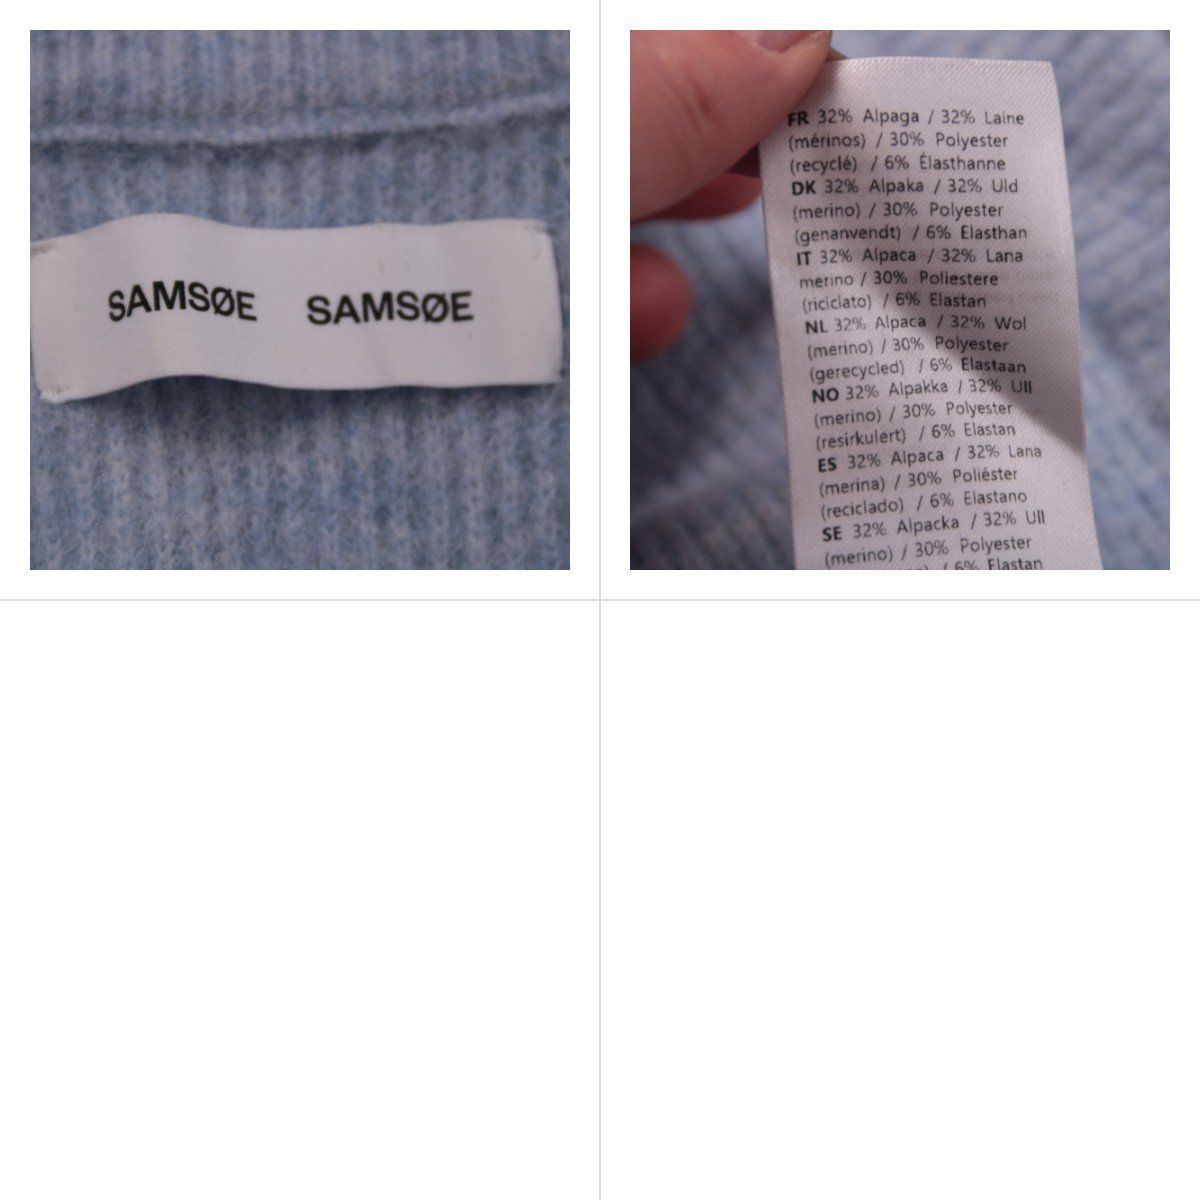 SAMSØE SAMSØE
FR 32% Alpaga / 32% Laine
(mérinos) / 30% Polyester
(recyclé) / 6% Élasthanne
DK 32% Alpaka / 32% Uld
(merino) / 30% Polyester
(genanvendt) / 6% Elasthan
IT 32% Alpaca / 32% Lana
merino / 30% Poliestere
(riciclato) / 6% Elastan
NL 32% Alpaca / 32% Wol
(merino) / 30% Polyester
(gerecycled) / 6% Elastaan
NO 32% Alpakka / 32% Ull
(merino) / 30% Polyester
(resirkulert) / 6% Elastan
ES 32% Alpaca / 32% Lana
(merina) / 30% Poliéster
(reciclado) / 6% Elastano
SE 32% Alpacka / 32% Ull
(merino) / 30% Polyester
/ 6% Elastan